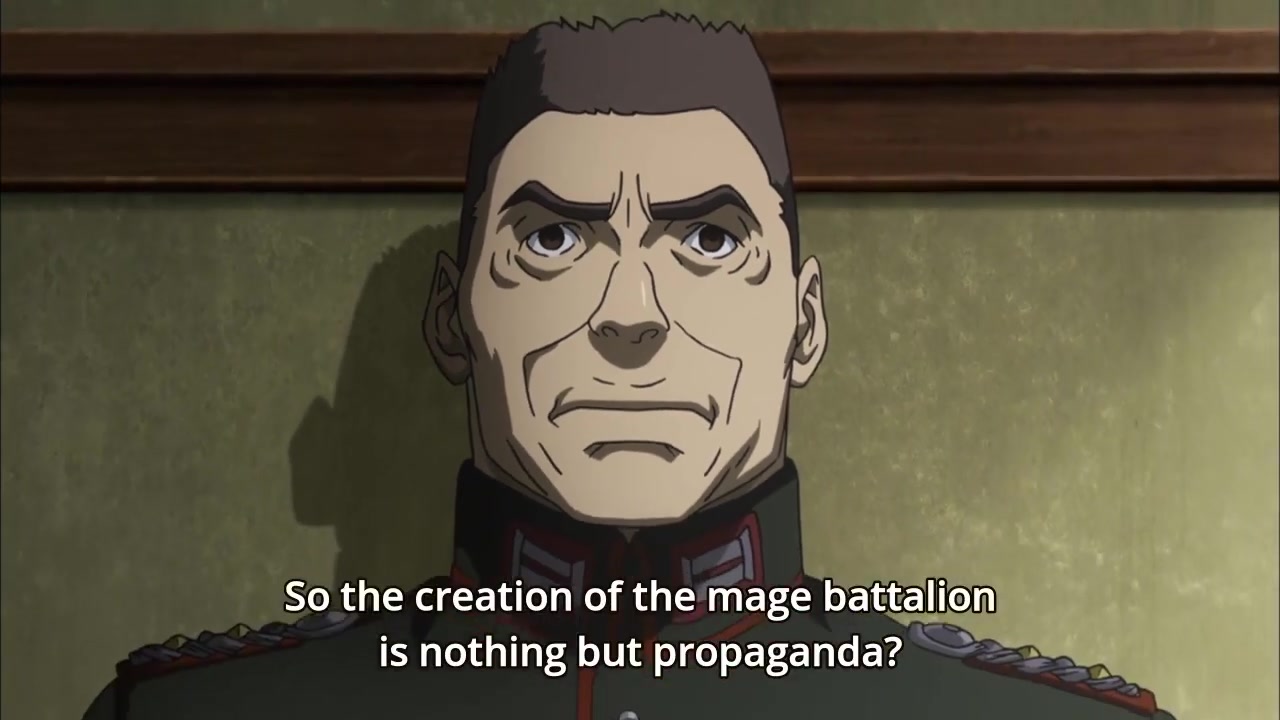 So the creation of the mage battalion
is nothing but propaganda?